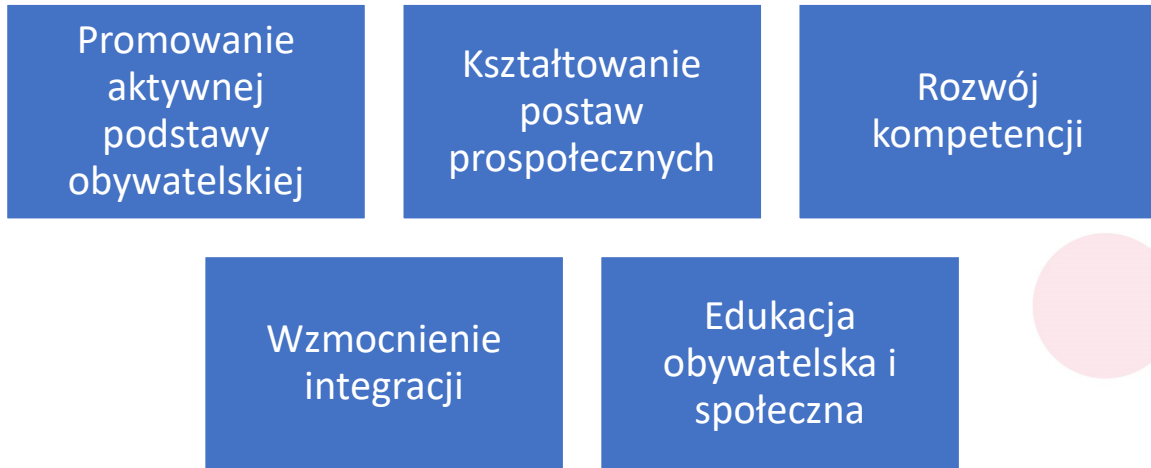 Promowanie
aktywnej
podstawy
obywatelskiej
Kształtowanie
postaw
prospołecznych
Rozwój
kompetencji
Wzmocnienie
integracji
Edukacja
obywatelska i
społeczna